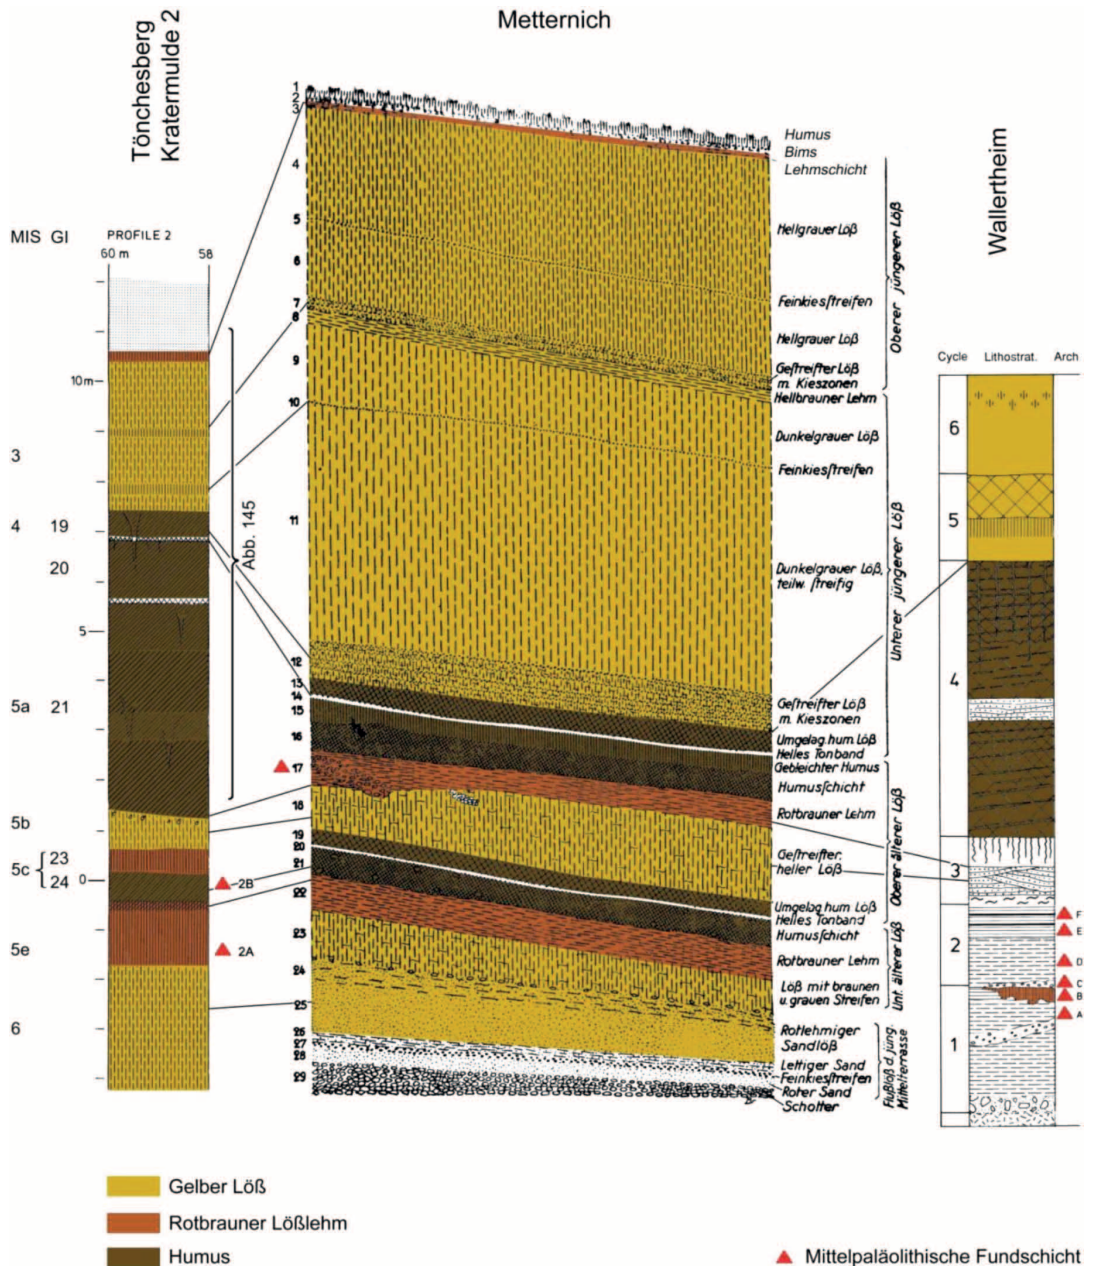 Metternich
Tönchesberg
Kratermulde 2
Wallertheim
MIS GI
PROFILE 2
60 m 58
10m
5
0
3
4 19
20
5a 21
5b
5c 23
24
5e
6
2B
2A
Abb. 145
1
2
3
4
5
6
7
8
9
10
11
12
13
14
15
16
17
18
19
20
21
22
23
24
25
26
27
28
29
Humus
Bims
Lehmschicht
Hellgrauer Löß
Feinkiesſtreifen
Hellgrauer Löß
Geſtreifter Löß
m. Kieszonen
Hellbrauner Lehm
Dunkelgrauer Löß
Feinkiesſtreifen
Dunkelgrauer Löß,
teilw. ſtreifig
Geſtreifter Löß
m. Kieszonen
Umgelag. hum. Löß
Helles Tonband
Gebleichter Humus
Humusſchicht
Rotbrauner Lehm
Geſtreifter,
heller Löß
Umgelag. hum. Löß
Helles Tonband
Humusſchicht
Rotbrauner Lehm
Löß mit braunen
u. grauen Streifen
Rotlehmiger
Sandlöß
Lettiger Sand
Feinkiesſtreifen
Roter Sand
Schotter
Oberer jüngerer Löß
Unterer jüngerer Löß
Oberer älterer Löß
Unt. älterer Löß
Flußlöß d. jüng.
Mittelterrasse
Cycle Lithostrat. Arch
6
5
4
3
2
1
F
E
D
C
B
A
Gelber Löß
Rotbrauner Lößlehm
Humus
Mittelpaläolithische Fundschicht